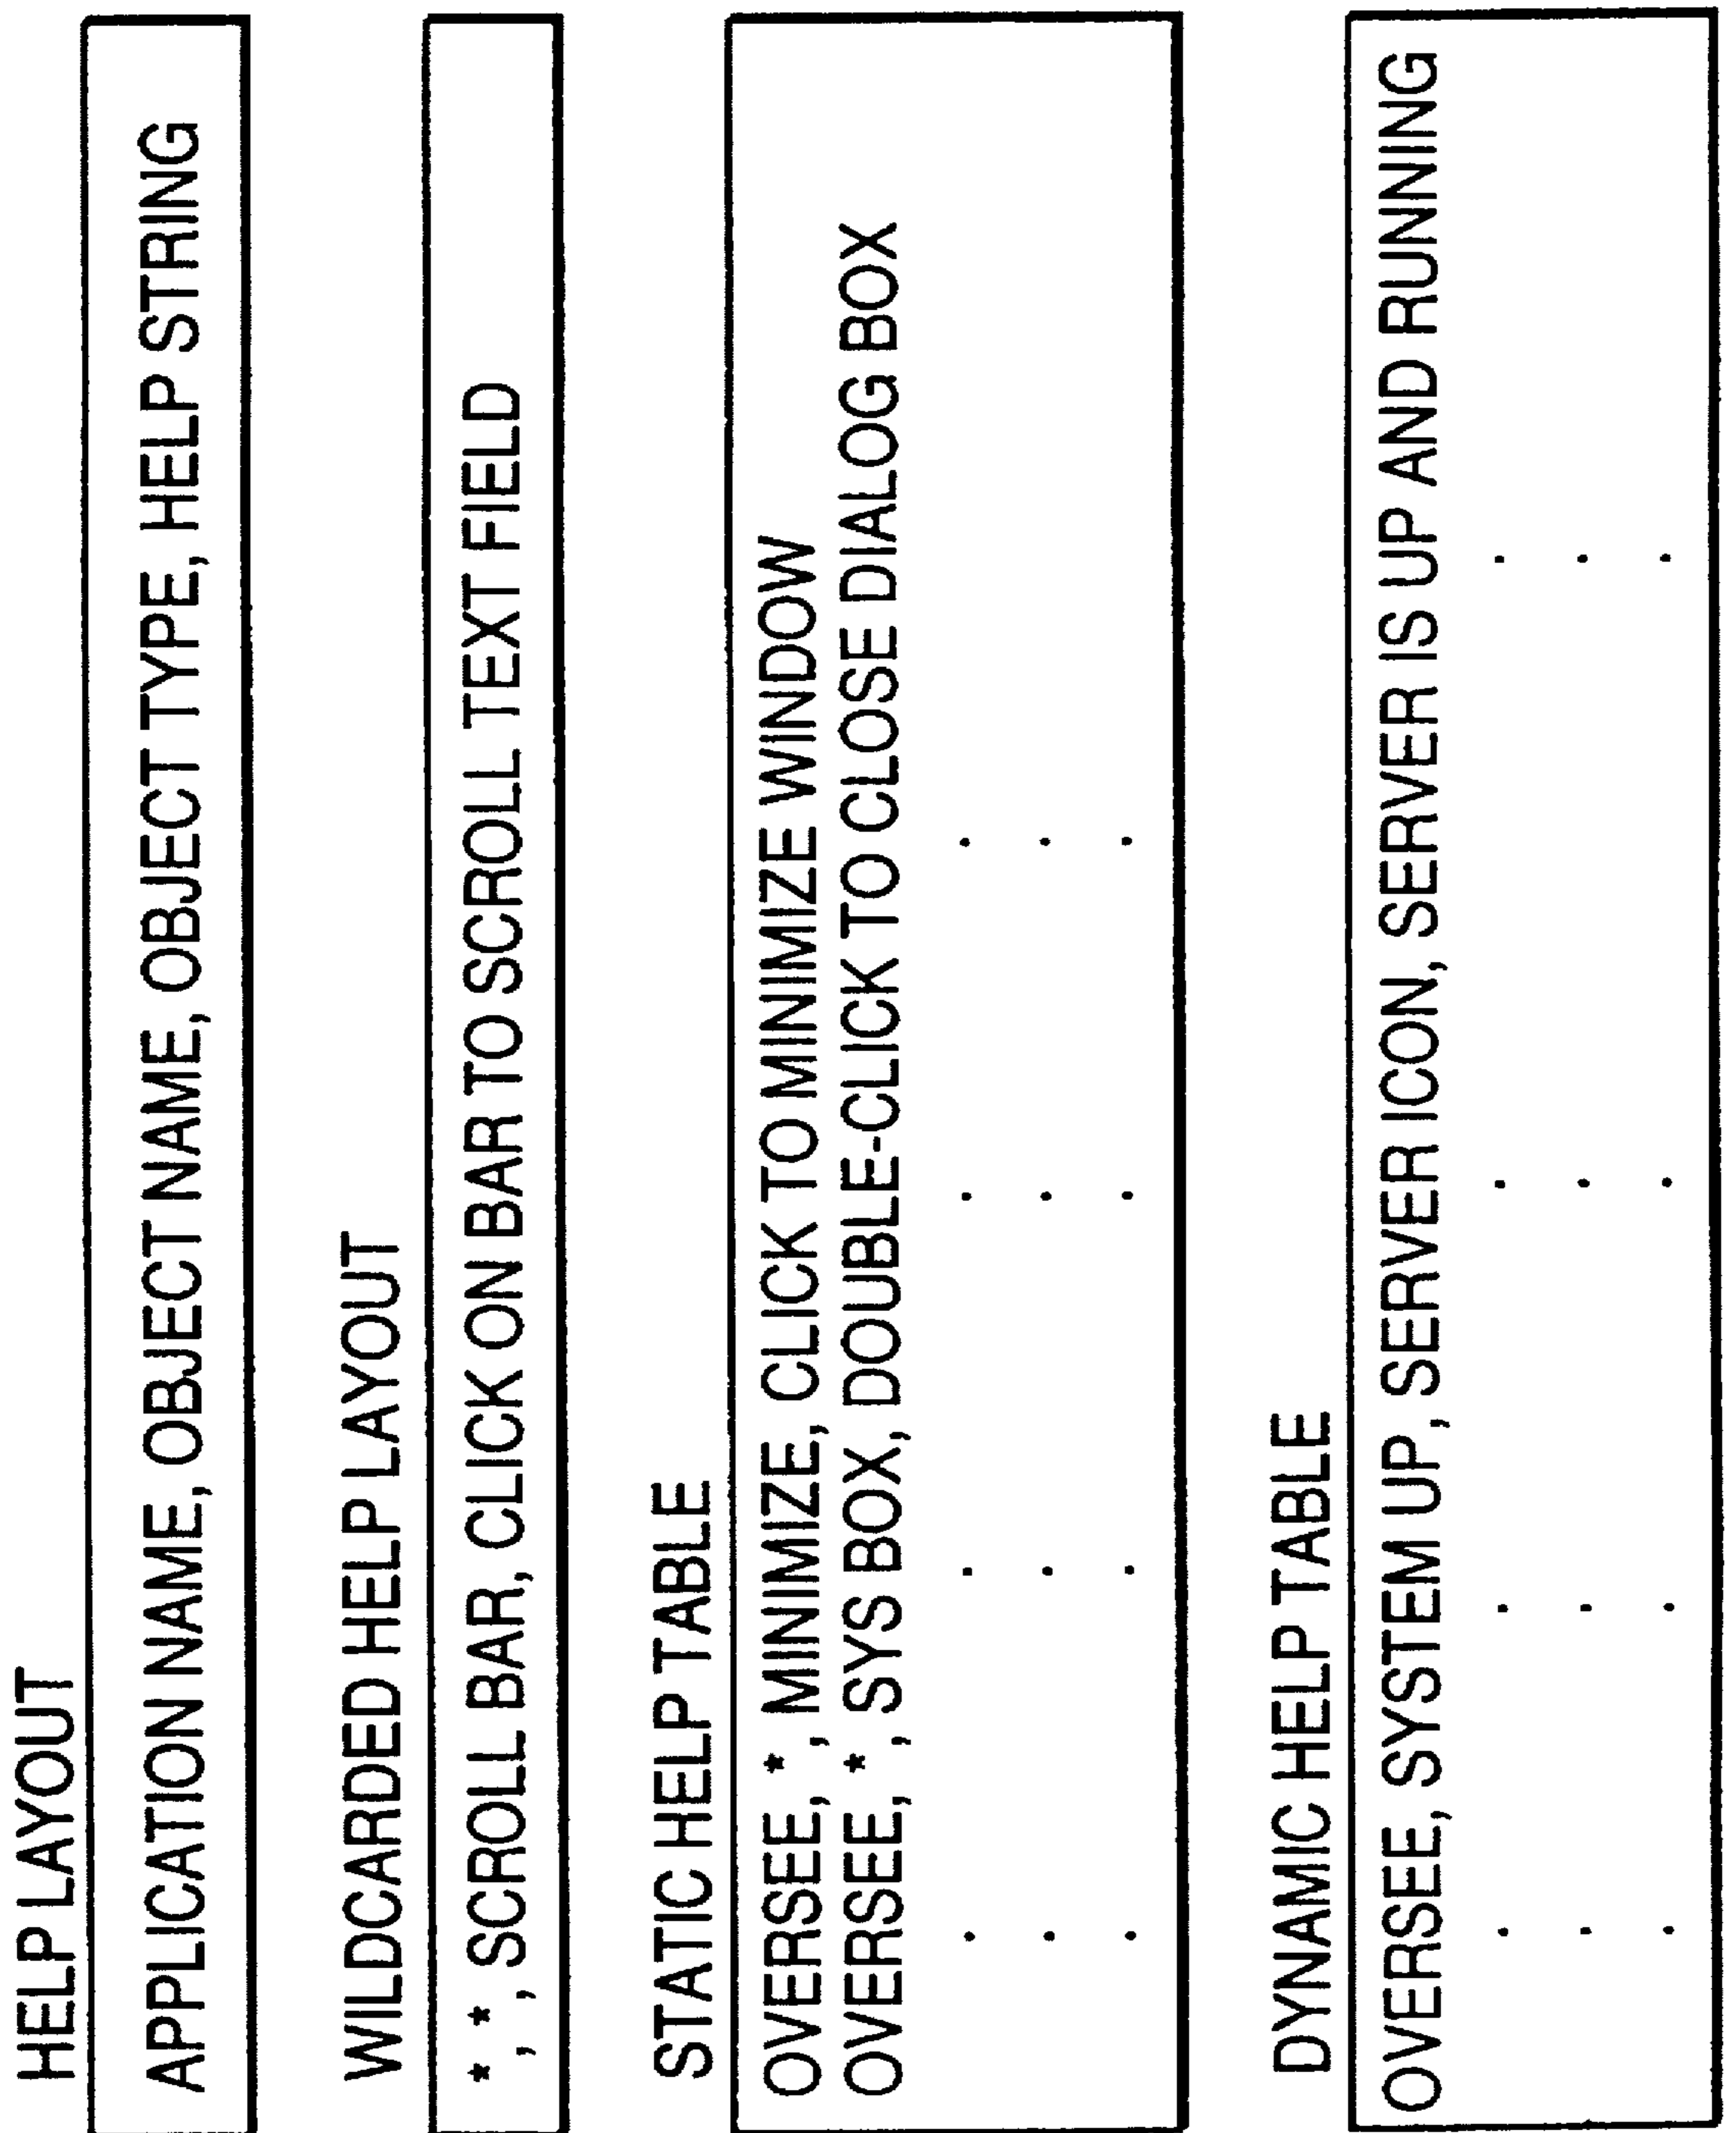 HELP LAYOUT
APPLICATION NAME, OBJECT NAME, OBJECT TYPE, HELP STRING
WILDCARDED HELP LAYOUT
*, *, SCROLL BAR, CLICK ON BAR TO SCROLL TEXT FIELD
STATIC HELP TABLE
OVERSEE, *, MINIMIZE, CLICK TO MINIMIZE WINDOW
OVERSEE, *, SYS BOX, DOUBLE-CLICK TO CLOSE DIALOG BOX
. . . .
. . . .
. . . .
DYNAMIC HELP TABLE
OVERSEE, SYSTEM UP, SERVER ICON, SERVER IS UP AND RUNNING
. . . .
. . . .
. . . .